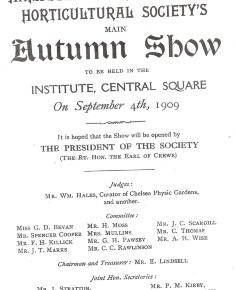 HORTICULTURAL SOCIETY'S
MAIN
Autumn Show
TO BE HELD IN THE
INSTITUTE, CENTRAL SQUARE
On September 4th, 1909
It is hoped that the Show will be opened by
THE PRESIDENT OF THE SOCIETY
(THE RT. HON. THE EARL OF CREWE)
Judges:
MR. WM. HALES, Curator of Chelsea Physic Gardens,
and another.
Committee:
MISS G. D. BEVAN MR. H. MOSS MR. J. C. SCARGILL
MR. SPENCER COOPER MRS. MULLINS MR. C. THOMAS
MR. F. H. KILLICK MR. G. H. PAWSEY MR. A. H. WISE
MR. J. T. MARKS MR. C. C. RAWLINSON
Chairman and Treasurer: MR. E. LINDSELL
Joint Hon. Secretaries:
MR. J. STRATTON, MR. P. M. KIRBY,